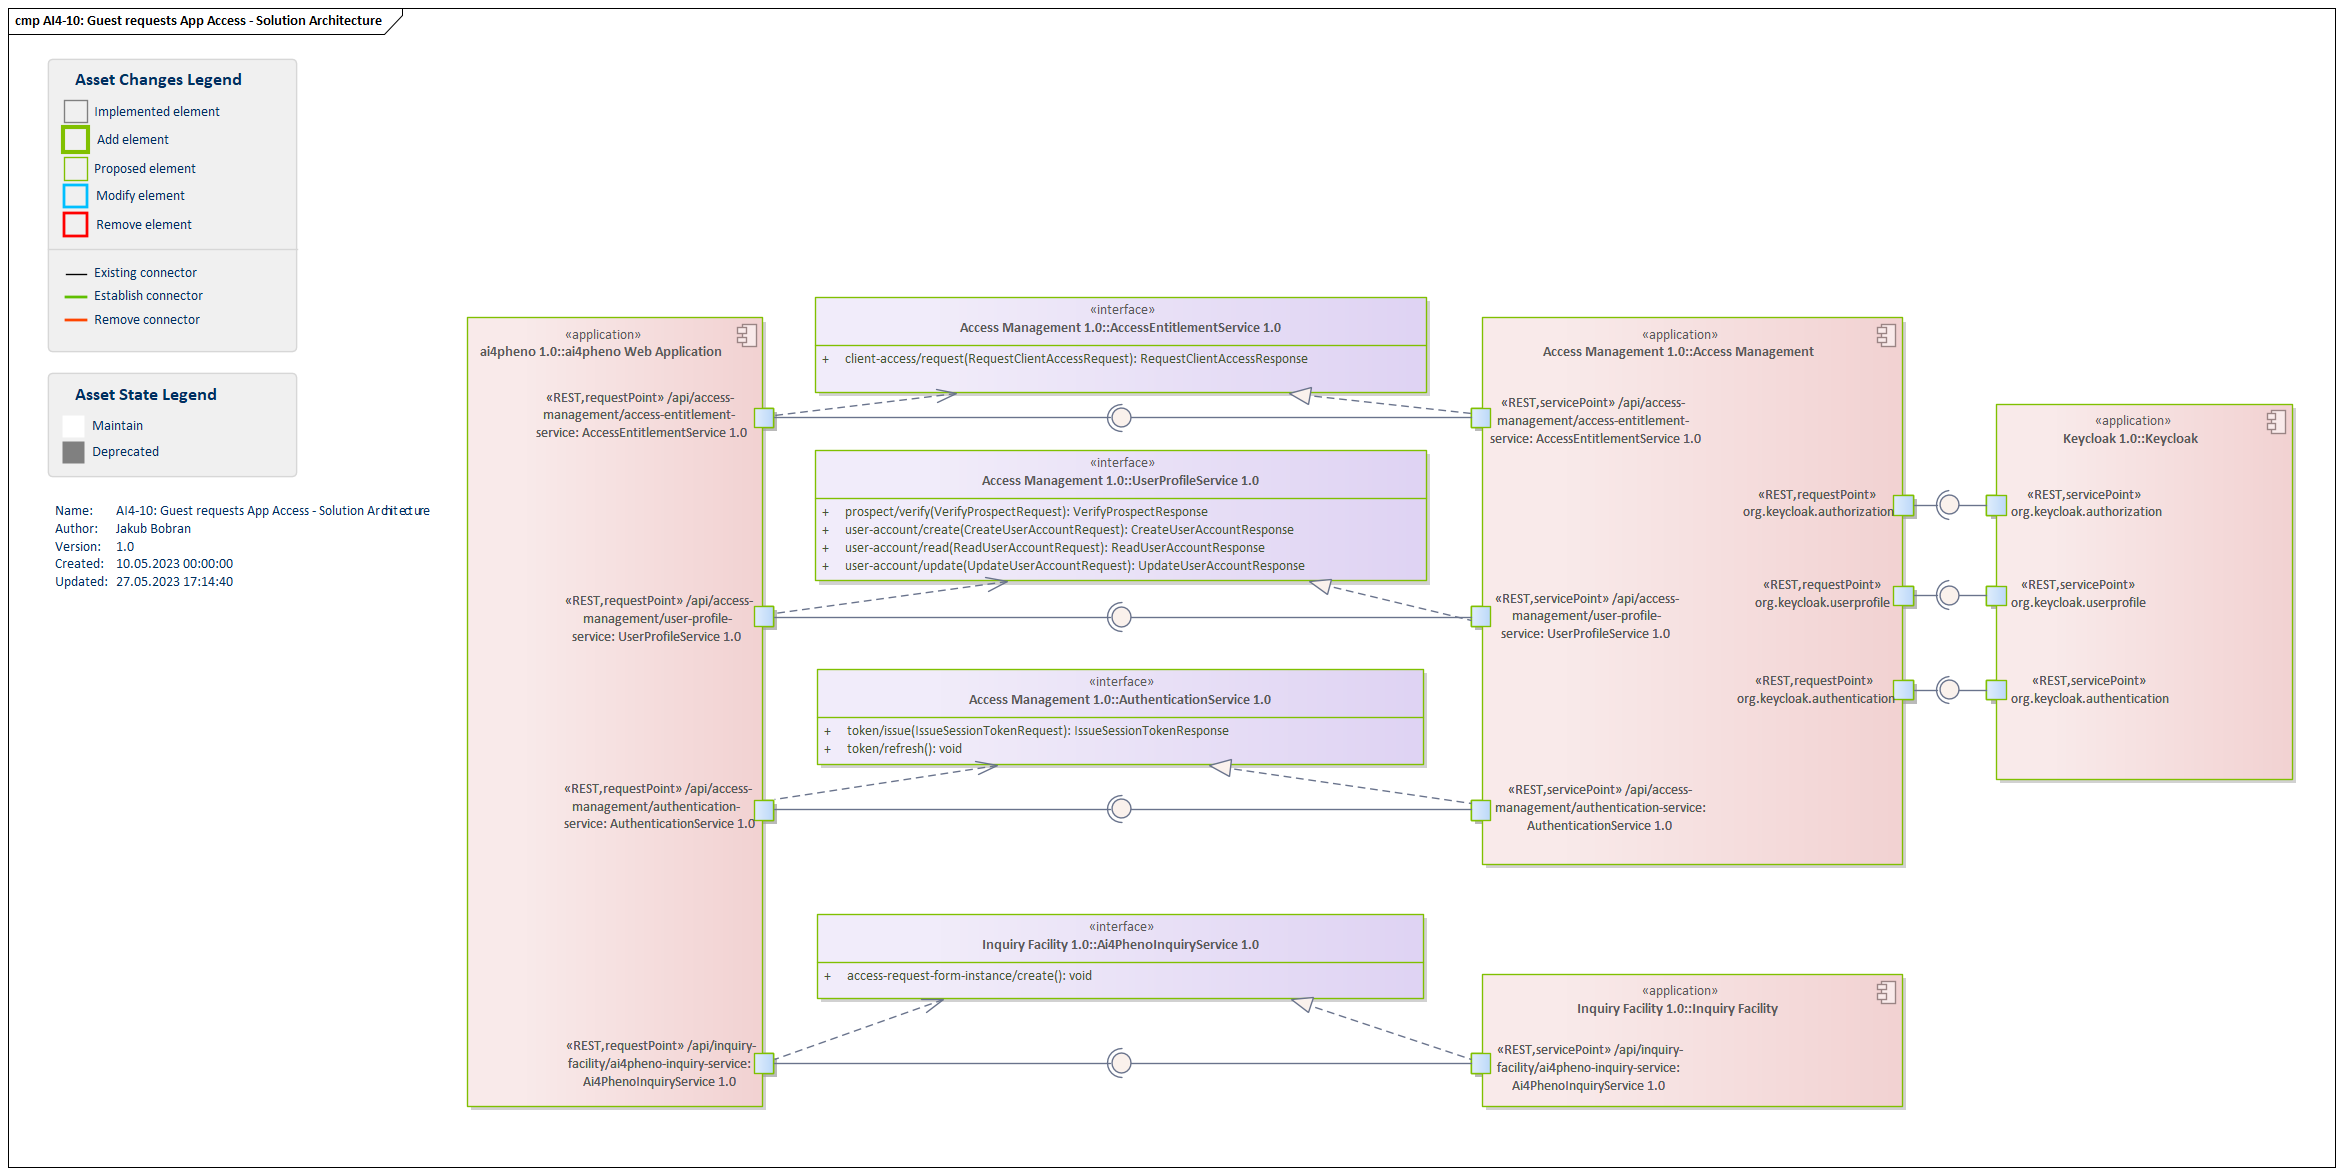 cmp AI4-10: Guest requests App Access - Solution Architecture
Asset Changes Legend
Implemented element
Add element
Proposed element
Modify element
Remove element
Existing connector
Establish connector
Remove connector
Asset State Legend
Maintain
Deprecated
Name: AI4-10: Guest requests App Access - Solution Architecture
Author: Jakub Bobran
Version: 1.0
Created: 10.05.2023 00:00:00
Updated: 27.05.2023 17:14:40
«application»
ai4pheno 1.0::ai4pheno Web Application
«REST,requestPoint» /api/access-
management/access-entitlement-
service: AccessEntitlementService 1.0
«REST,requestPoint» /api/access-
management/user-profile-
service: UserProfileService 1.0
«REST,requestPoint» /api/access-
management/authentication-
service: AuthenticationService 1.0
«REST,requestPoint» /api/inquiry-
facility/ai4pheno-inquiry-service:
Ai4PhenoInquiryService 1.0
«interface»
Access Management 1.0::AccessEntitlementService 1.0
+ client-access/request(RequestClientAccessRequest): RequestClientAccessResponse
«interface»
Access Management 1.0::UserProfileService 1.0
+ prospect/verify(VerifyProspectRequest): VerifyProspectResponse
+ user-account/create(CreateUserAccountRequest): CreateUserAccountResponse
+ user-account/read(ReadUserAccountRequest): ReadUserAccountResponse
+ user-account/update(UpdateUserAccountRequest): UpdateUserAccountResponse
«interface»
Access Management 1.0::AuthenticationService 1.0
+ token/issue(IssueSessionTokenRequest): IssueSessionTokenResponse
+ token/refresh(): void
«interface»
Inquiry Facility 1.0::Ai4PhenoInquiryService 1.0
+ access-request-form-instance/create(): void
«application»
Access Management 1.0::Access Management
«REST,servicePoint» /api/access-
management/access-entitlement-
service: AccessEntitlementService 1.0
«REST,servicePoint» /api/access-
management/user-profile-
service: UserProfileService 1.0
«REST,servicePoint» /api/access-
management/authentication-service:
AuthenticationService 1.0
«REST,requestPoint»
org.keycloak.authorization
«REST,requestPoint»
org.keycloak.userprofile
«REST,requestPoint»
org.keycloak.authentication
«application»
Keycloak 1.0::Keycloak
«REST,servicePoint»
org.keycloak.authorization
«REST,servicePoint»
org.keycloak.userprofile
«REST,servicePoint»
org.keycloak.authentication
«application»
Inquiry Facility 1.0::Inquiry Facility
«REST,servicePoint» /api/inquiry-
facility/ai4pheno-inquiry-service:
Ai4PhenoInquiryService 1.0